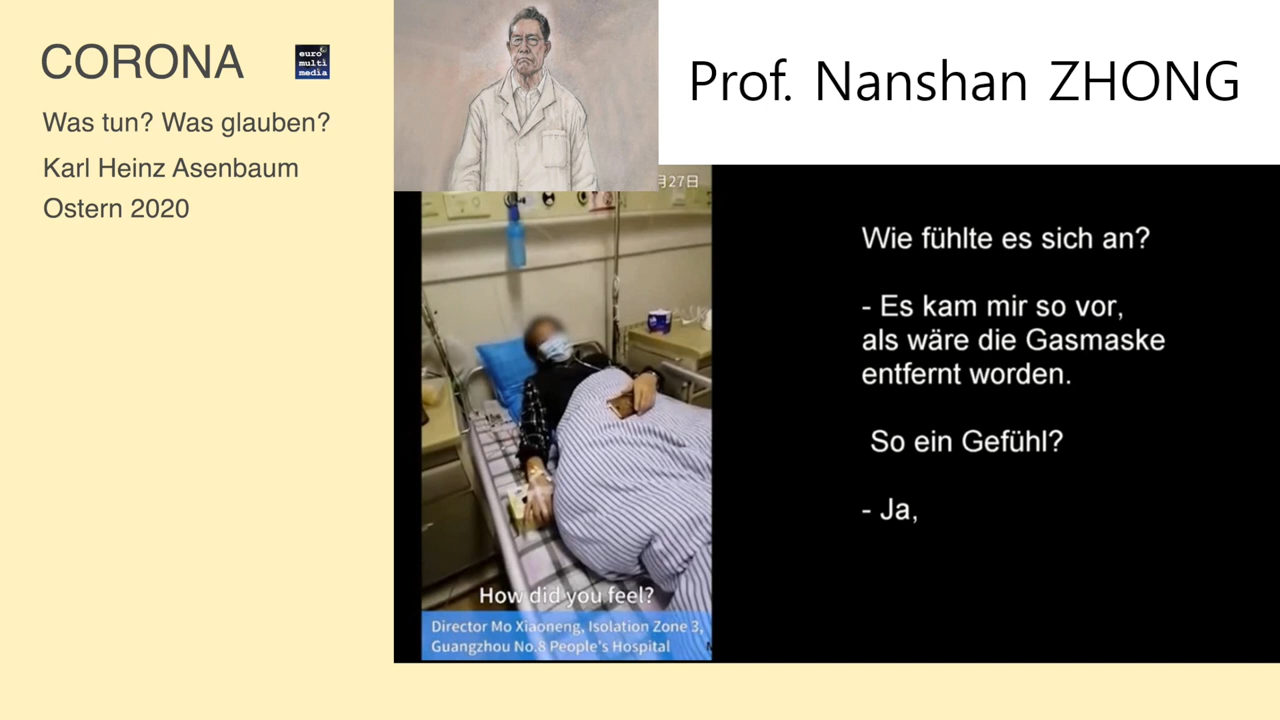 CORONA
euro
multi
media
Was tun? Was glauben?
Karl Heinz Asenbaum
Ostern 2020
Prof. Nanshan ZHONG
月27日
Wie fühlte es sich an?
- Es kam mir so vor,
als wäre die Gasmaske
entfernt worden.
So ein Gefühl?
- Ja,
How did you feel?
Director Mo Xiaoneng, Isolation Zone 3,
Guangzhou No.8 People's Hospital